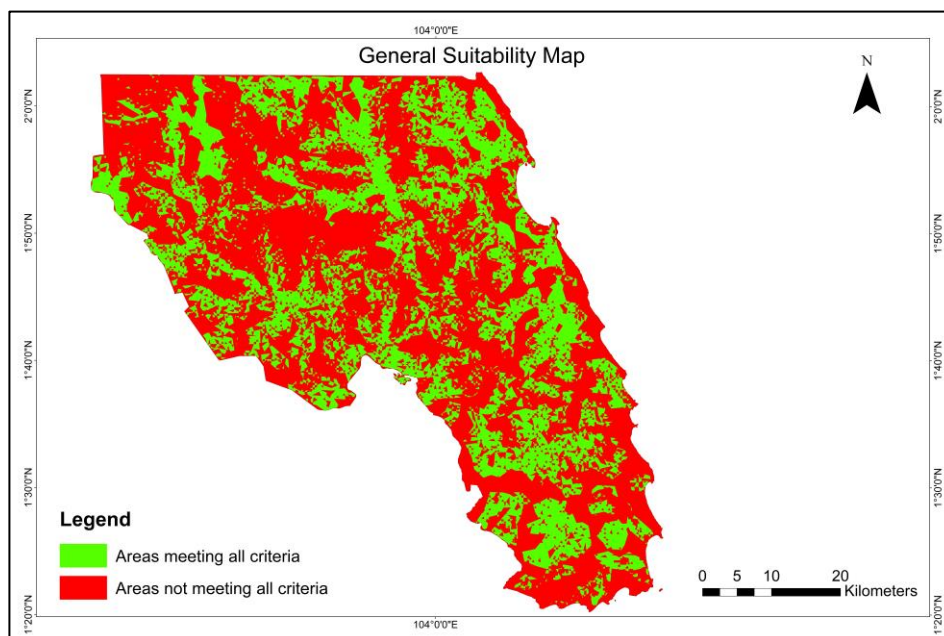 104°0'0"E
General Suitability Map
N
2°0'0"N
2°0'0"N
1°50'0"N
1°50'0"N
1°40'0"N
1°40'0"N
1°30'0"N
1°30'0"N
Legend
Areas meeting all criteria
Areas not meeting all criteria
0 5 10 20
Kilometers
1°20'0"N
1°20'0"N
104°0'0"E